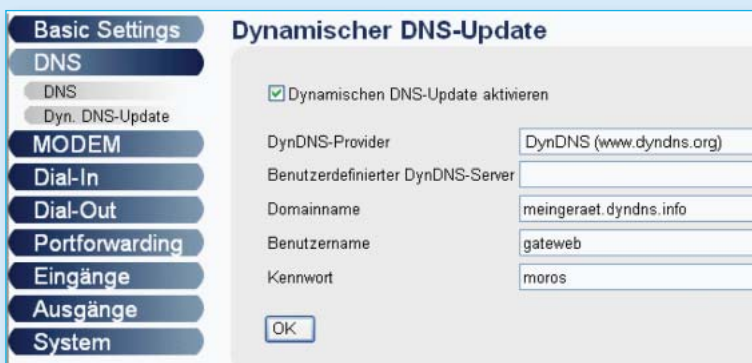 Basic Settings
DNS
DNS
Dyn. DNS-Update
MODEM
Dial-In
Dial-Out
Portforwarding
Eingänge
Ausgänge
System
Dynamischer DNS-Update
Dynamischen DNS-Update aktivieren
DynDNS-Provider DynDNS (www.dyndns.org)
Benutzerdefinierter DynDNS-Server
Domainname meingeraet.dyndns.info
Benutzername gateweb
Kennwort moros
OK